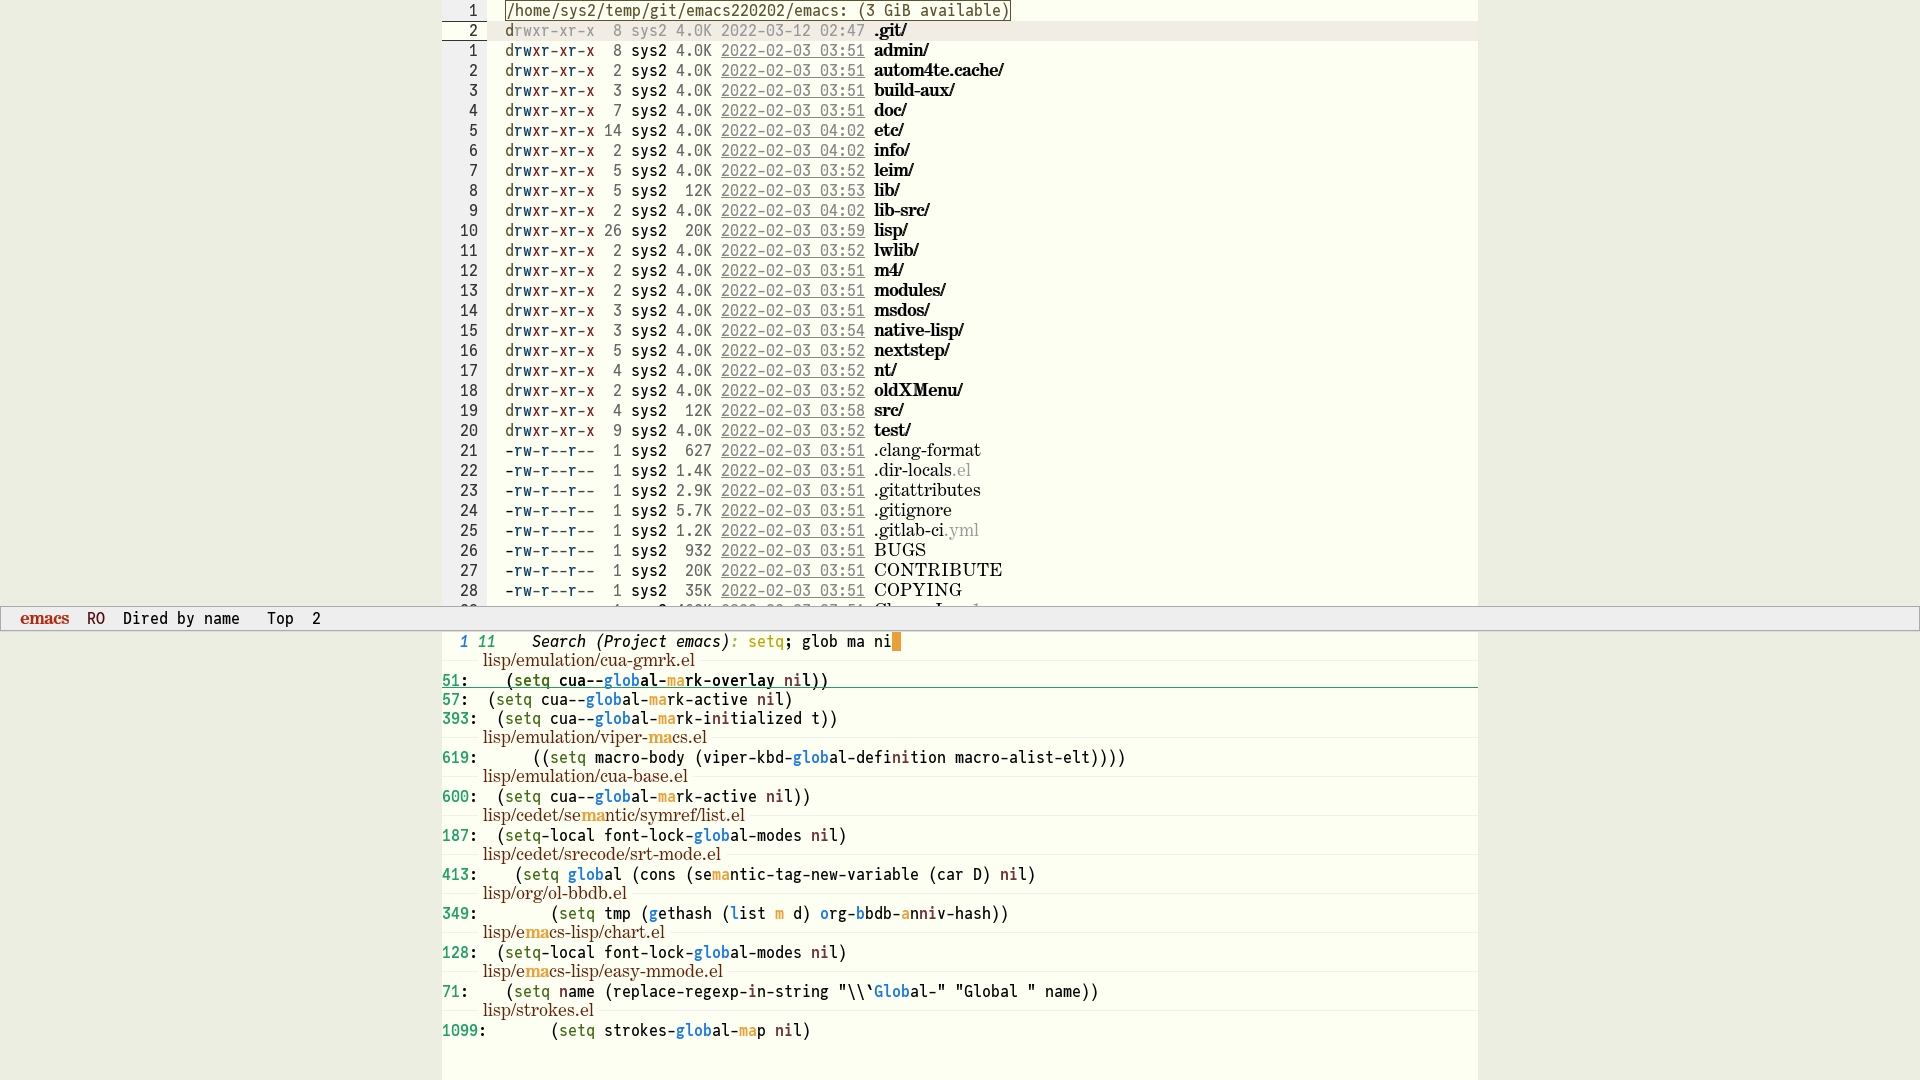 1 /home/sys2/temp/git/emacs220202/emacs: (3 GiB available)
2 drwxr-xr-x 8 sys2 4.0K 2022-03-12 02:47 .git/
1 drwxr-xr-x 8 sys2 4.0K 2022-02-03 03:51 admin/
2 drwxr-xr-x 2 sys2 4.0K 2022-02-03 03:51 autom4te.cache/
3 drwxr-xr-x 3 sys2 4.0K 2022-02-03 03:51 build-aux/
4 drwxr-xr-x 7 sys2 4.0K 2022-02-03 03:51 doc/
5 drwxr-xr-x 14 sys2 4.0K 2022-02-03 04:02 etc/
6 drwxr-xr-x 2 sys2 4.0K 2022-02-03 04:02 info/
7 drwxr-xr-x 5 sys2 4.0K 2022-02-03 03:52 leim/
8 drwxr-xr-x 5 sys2 12K 2022-02-03 03:53 lib/
9 drwxr-xr-x 2 sys2 4.0K 2022-02-03 04:02 lib-src/
10 drwxr-xr-x 26 sys2 20K 2022-02-03 03:59 lisp/
11 drwxr-xr-x 2 sys2 4.0K 2022-02-03 03:52 lwlib/
12 drwxr-xr-x 2 sys2 4.0K 2022-02-03 03:51 m4/
13 drwxr-xr-x 2 sys2 4.0K 2022-02-03 03:51 modules/
14 drwxr-xr-x 3 sys2 4.0K 2022-02-03 03:51 msdos/
15 drwxr-xr-x 3 sys2 4.0K 2022-02-03 03:54 native-lisp/
16 drwxr-xr-x 5 sys2 4.0K 2022-02-03 03:52 nextstep/
17 drwxr-xr-x 4 sys2 4.0K 2022-02-03 03:52 nt/
18 drwxr-xr-x 2 sys2 4.0K 2022-02-03 03:52 oldXMenu/
19 drwxr-xr-x 4 sys2 12K 2022-02-03 03:58 src/
20 drwxr-xr-x 9 sys2 4.0K 2022-02-03 03:52 test/
21 -rw-r--r-- 1 sys2 627 2022-02-03 03:51 .clang-format
22 -rw-r--r-- 1 sys2 1.4K 2022-02-03 03:51 .dir-locals.el
23 -rw-r--r-- 1 sys2 2.9K 2022-02-03 03:51 .gitattributes
24 -rw-r--r-- 1 sys2 5.7K 2022-02-03 03:51 .gitignore
25 -rw-r--r-- 1 sys2 1.2K 2022-02-03 03:51 .gitlab-ci.yml
26 -rw-r--r-- 1 sys2 932 2022-02-03 03:51 BUGS
27 -rw-r--r-- 1 sys2 20K 2022-02-03 03:51 CONTRIBUTE
28 -rw-r--r-- 1 sys2 35K 2022-02-03 03:51 COPYING
emacs RO Dired by name Top 2
1 11 Search (Project emacs): setq; glob ma ni
lisp/emulation/cua-gmrk.el
51: (setq cua--global-mark-overlay nil))
57: (setq cua--global-mark-active nil)
393: (setq cua--global-mark-initialized t))
lisp/emulation/viper-macs.el
619: ((setq macro-body (viper-kbd-global-definition macro-alist-elt))))
lisp/emulation/cua-base.el
600: (setq cua--global-mark-active nil))
lisp/cedet/semantic/symref/list.el
187: (setq-local font-lock-global-modes nil)
lisp/cedet/srecode/srt-mode.el
413: (setq global (cons (semantic-tag-new-variable (car D) nil)
lisp/org/ol-bbdb.el
349: (setq tmp (gethash (list m d) org-bbdb-anniv-hash))
lisp/emacs-lisp/chart.el
128: (setq-local font-lock-global-modes nil)
lisp/emacs-lisp/easy-mmode.el
71: (setq name (replace-regexp-in-string "\\`Global-" "Global " name))
lisp/strokes.el
1099: (setq strokes-global-map nil)